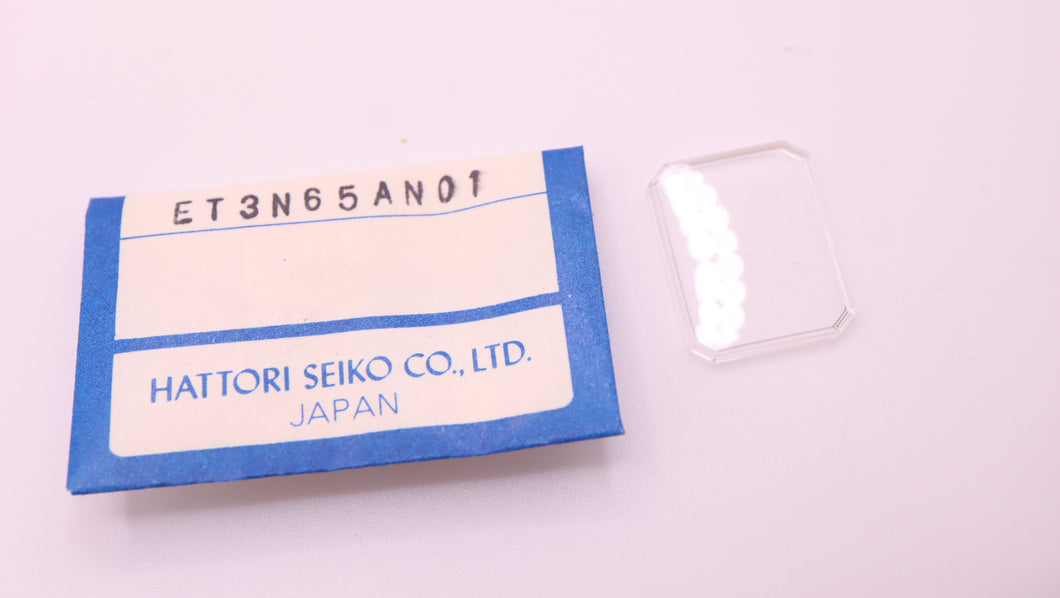 ET3N65AN01
HATTORI SEIKO CO., LTD.
JAPAN